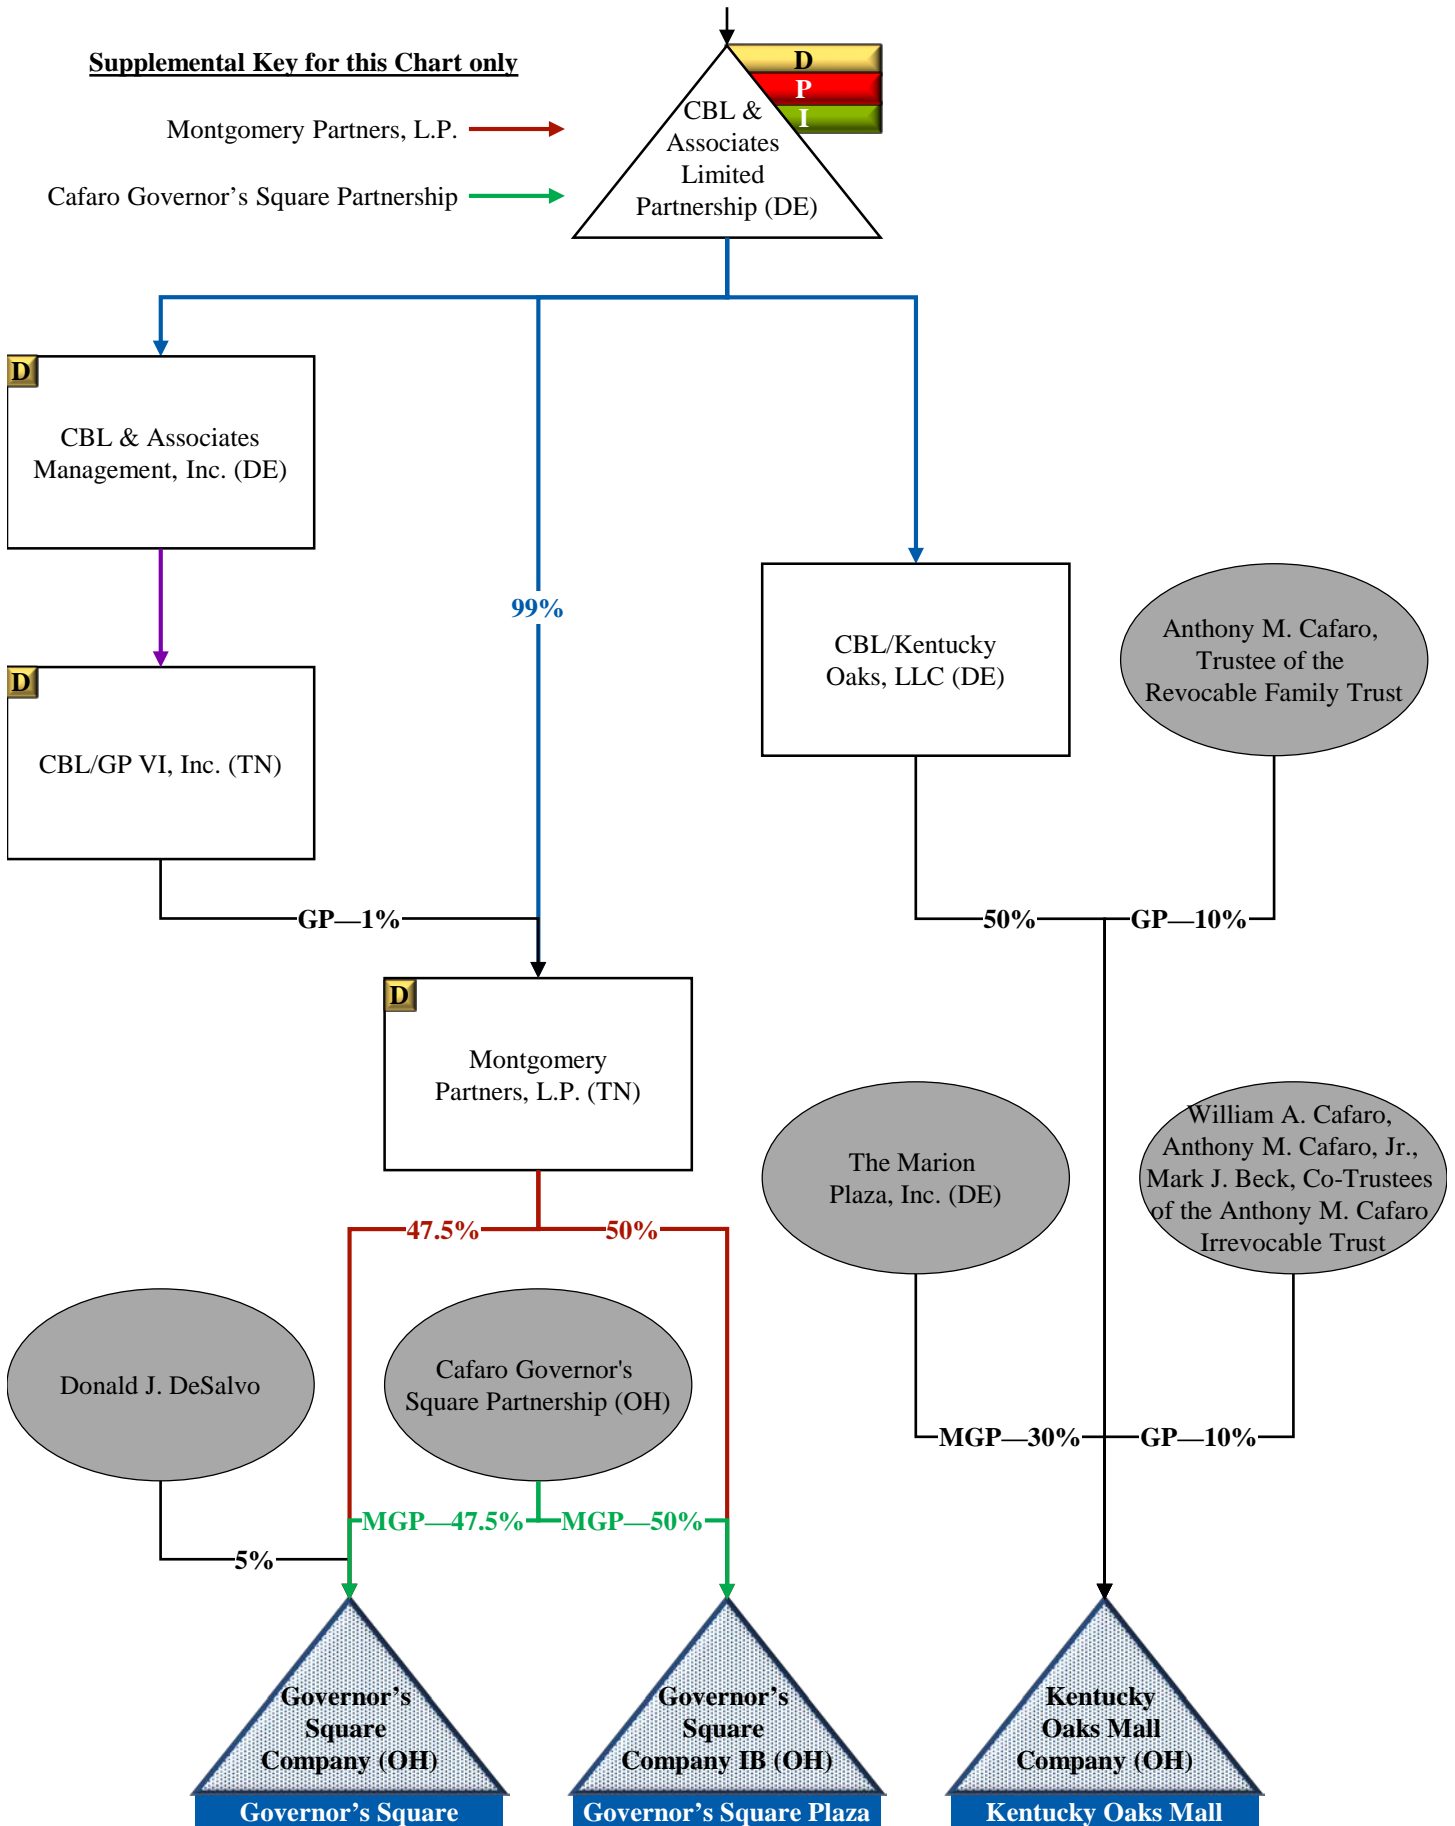 Supplemental Key for this Chart only
Montgomery Partners, L.P.
Cafaro Governor’s Square Partnership
D
P
I
CBL &
Associates
Limited
Partnership (DE)
D
CBL & Associates
Management, Inc. (DE)
D
CBL/GP VI, Inc. (TN)
99%
CBL/Kentucky
Oaks, LLC (DE)
Anthony M. Cafaro,
Trustee of the
Revocable Family Trust
GP—1%
50%
GP—10%
D
Montgomery
Partners, L.P. (TN)
The Marion
Plaza, Inc. (DE)
William A. Cafaro,
Anthony M. Cafaro, Jr.,
Mark J. Beck, Co-Trustees
of the Anthony M. Cafaro
Irrevocable Trust
47.5%
50%
Donald J. DeSalvo
Cafaro Governor's
Square Partnership (OH)
MGP—30%
GP—10%
MGP—47.5%
MGP—50%
5%
Governor’s
Square
Company (OH)
Governor’s Square
Governor’s
Square
Company IB (OH)
Governor’s Square Plaza
Kentucky
Oaks Mall
Company (OH)
Kentucky Oaks Mall